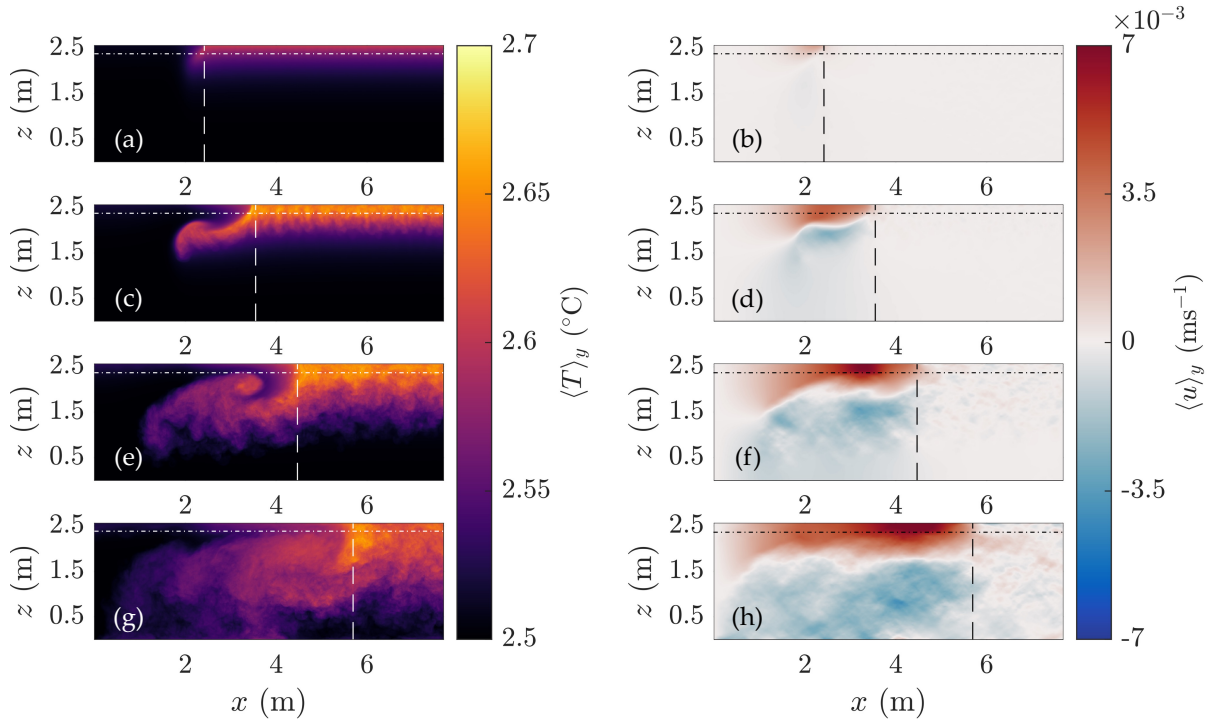 2.5
1.5
0.5
z (m)
(a)
2 4 6
2.5
1.5
0.5
z (m)
(c)
2 4 6
2.5
1.5
0.5
z (m)
(e)
2 4 6
2.5
1.5
0.5
z (m)
(g)
2 4 6
x (m)
2.7
2.65
2.6
2.55
2.5
⟨T⟩y (°C)
2.5
1.5
0.5
z (m)
(b)
2 4 6
2.5
1.5
0.5
z (m)
(d)
2 4 6
2.5
1.5
0.5
z (m)
(f)
2 4 6
2.5
1.5
0.5
z (m)
(h)
2 4 6
x (m)
×10−3
7
3.5
0
-3.5
-7
⟨u⟩y (ms−1)